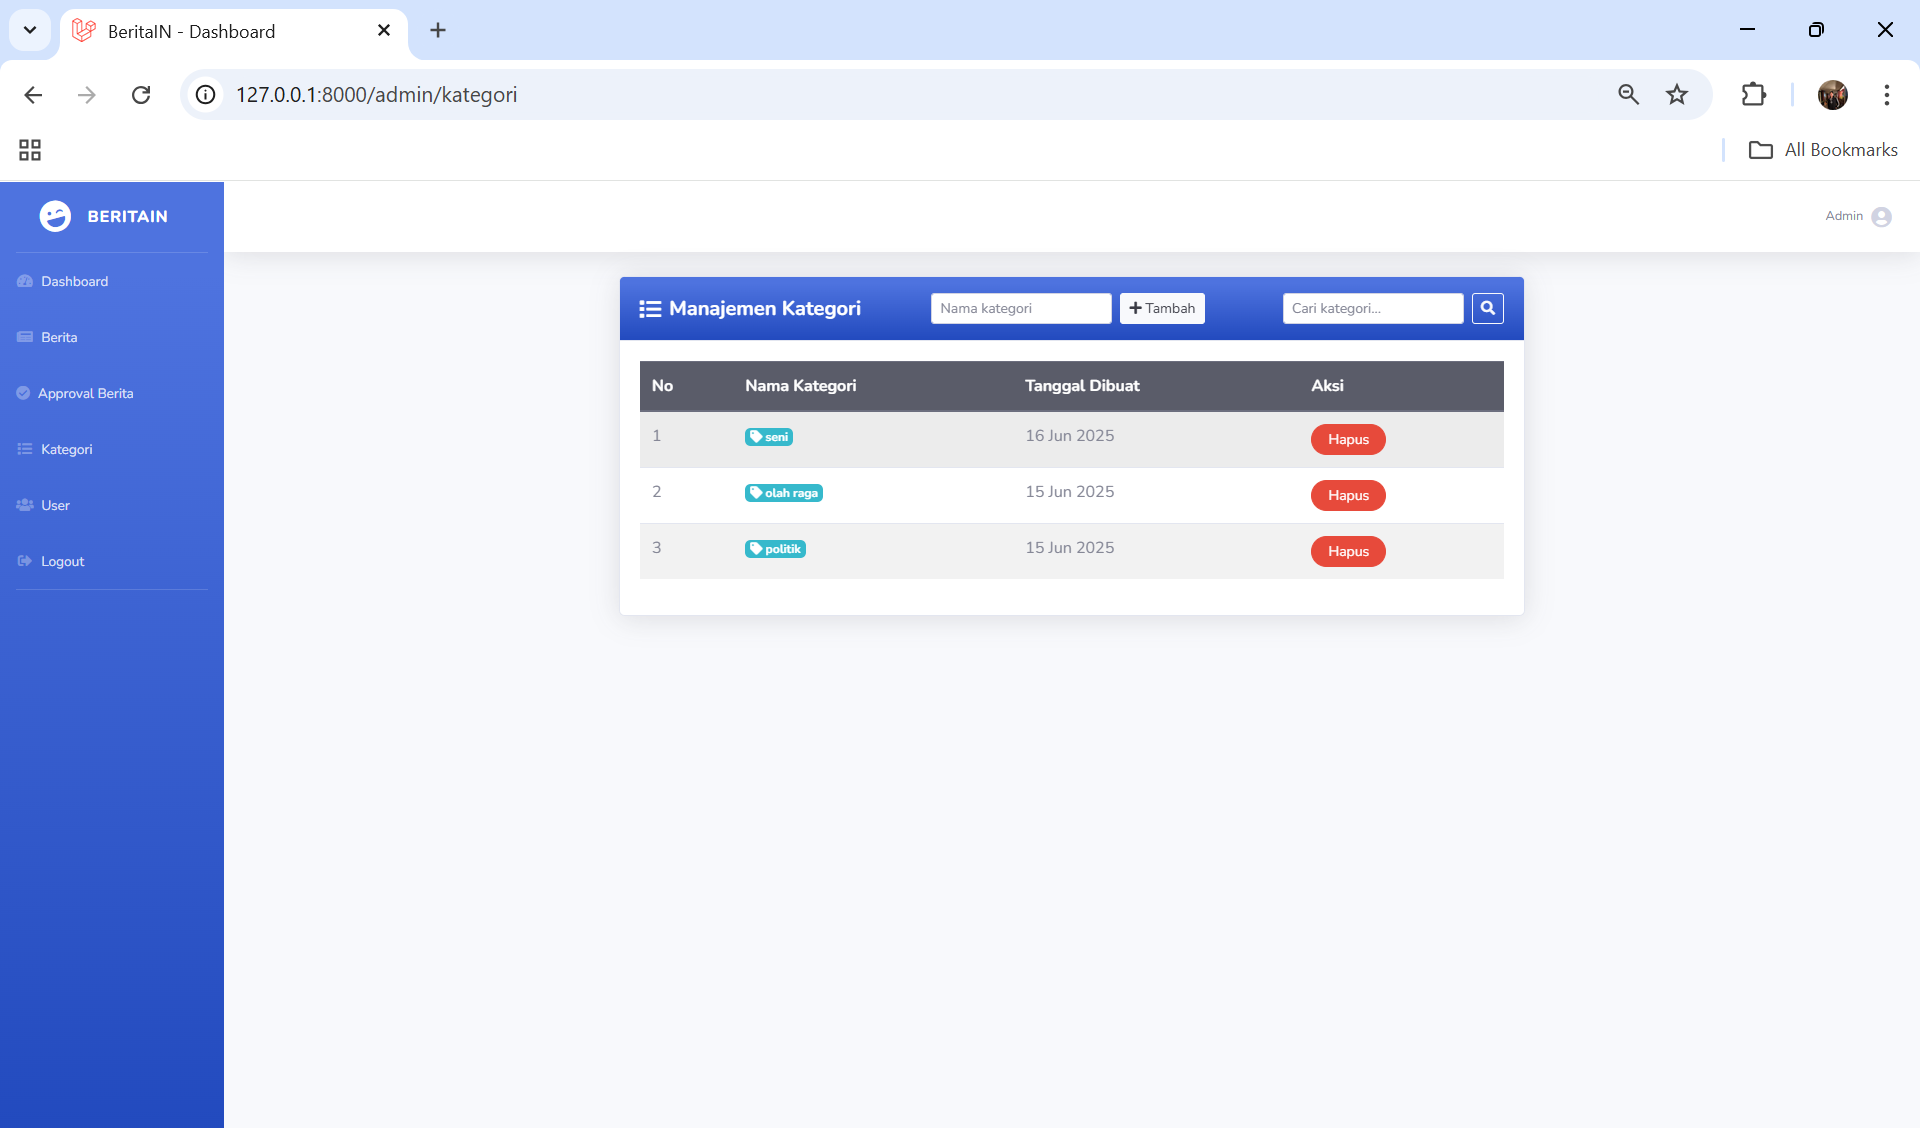 BeritaIN - Dashboard
127.0.0.1:8000/admin/kategori
All Bookmarks
BERITAIN
Admin
Dashboard
Berita
Approval Berita
Kategori
User
Logout
Manajemen Kategori
Nama kategori
Tambah
Cari kategori...
No Nama Kategori Tanggal Dibuat Aksi
1 seni 16 Jun 2025 Hapus
2 olah raga 15 Jun 2025 Hapus
3 politik 15 Jun 2025 Hapus